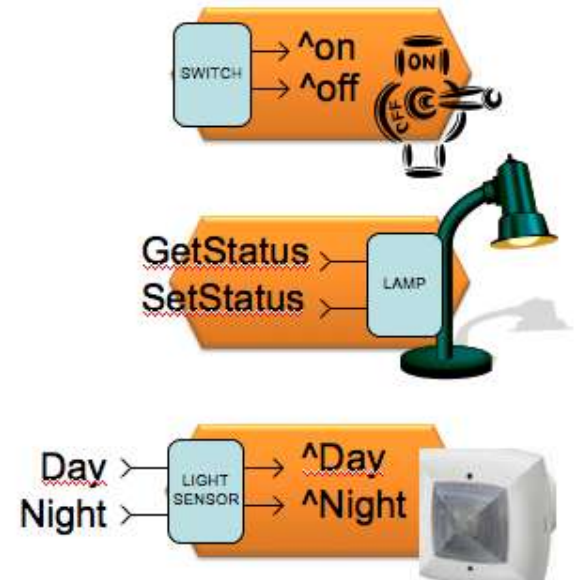 ^on
SWITCH
^off
ON
OFF
GetStatus
LAMP
SetStatus
Day
^Day
LIGHT
SENSOR
Night
^Night